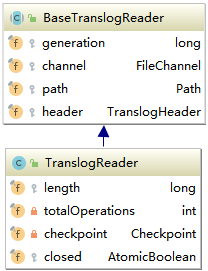 BaseTranslogReader
generation long
channel FileChannel
path Path
header TranslogHeader
TranslogReader
length long
totalOperations int
checkpoint Checkpoint
closed AtomicBoolean